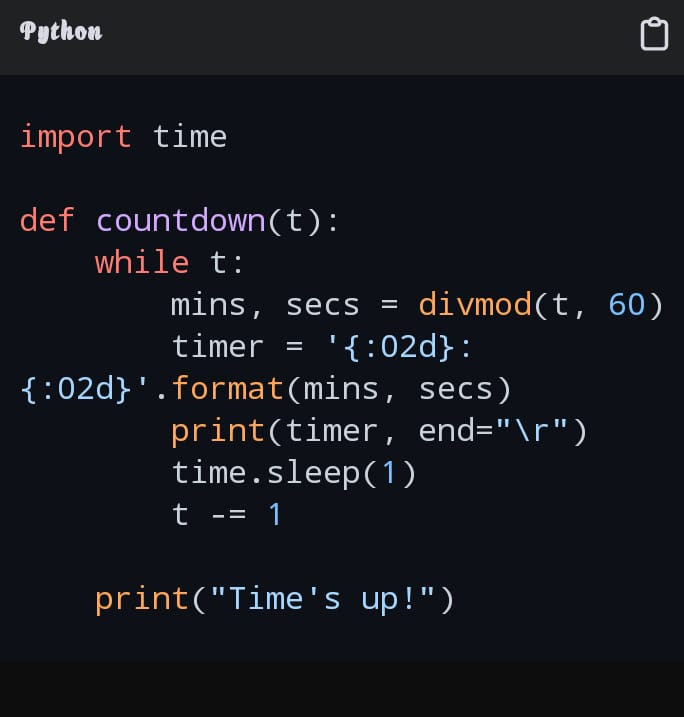 Python
import time
def countdown(t):
    while t:
        mins, secs = divmod(t, 60)
        timer = '{:02d}:
{:02d}'.format(mins, secs)
        print(timer, end="\r")
        time.sleep(1)
        t -= 1
    print("Time's up!")